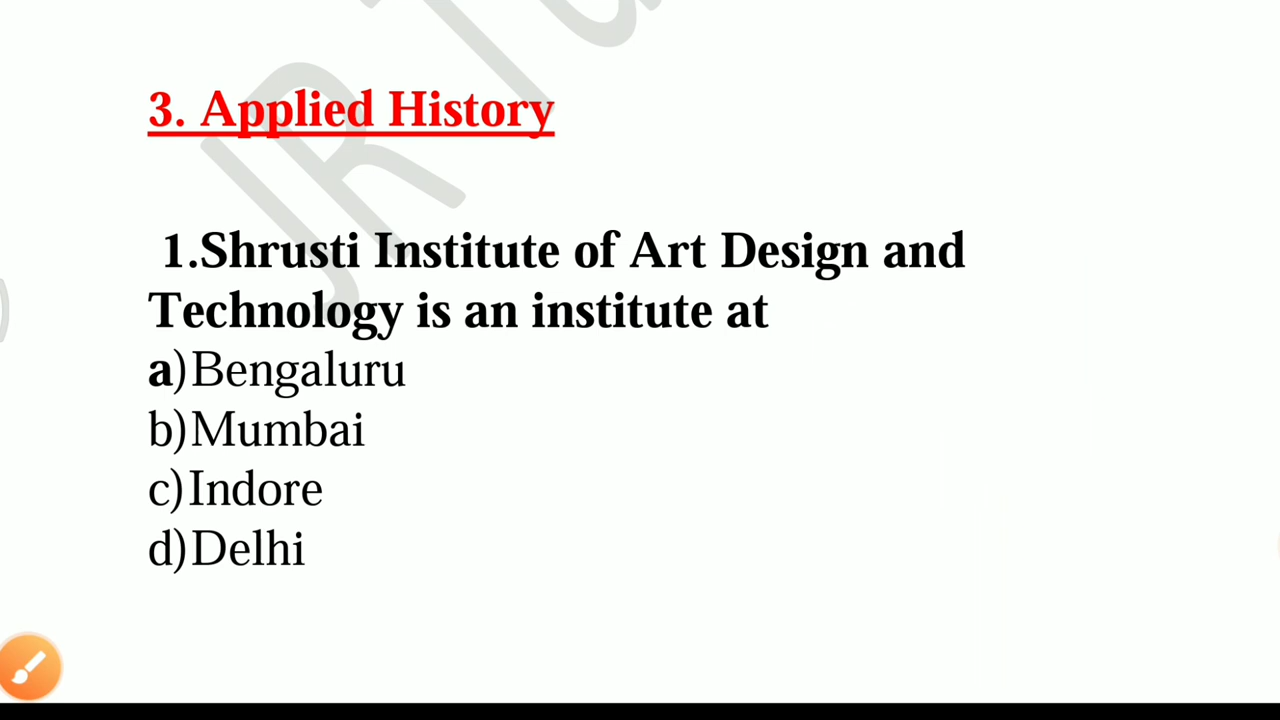 3. Applied History
1.Shrusti Institute of Art Design and
Technology is an institute at
a)Bengaluru
b)Mumbai
c)Indore
d)Delhi